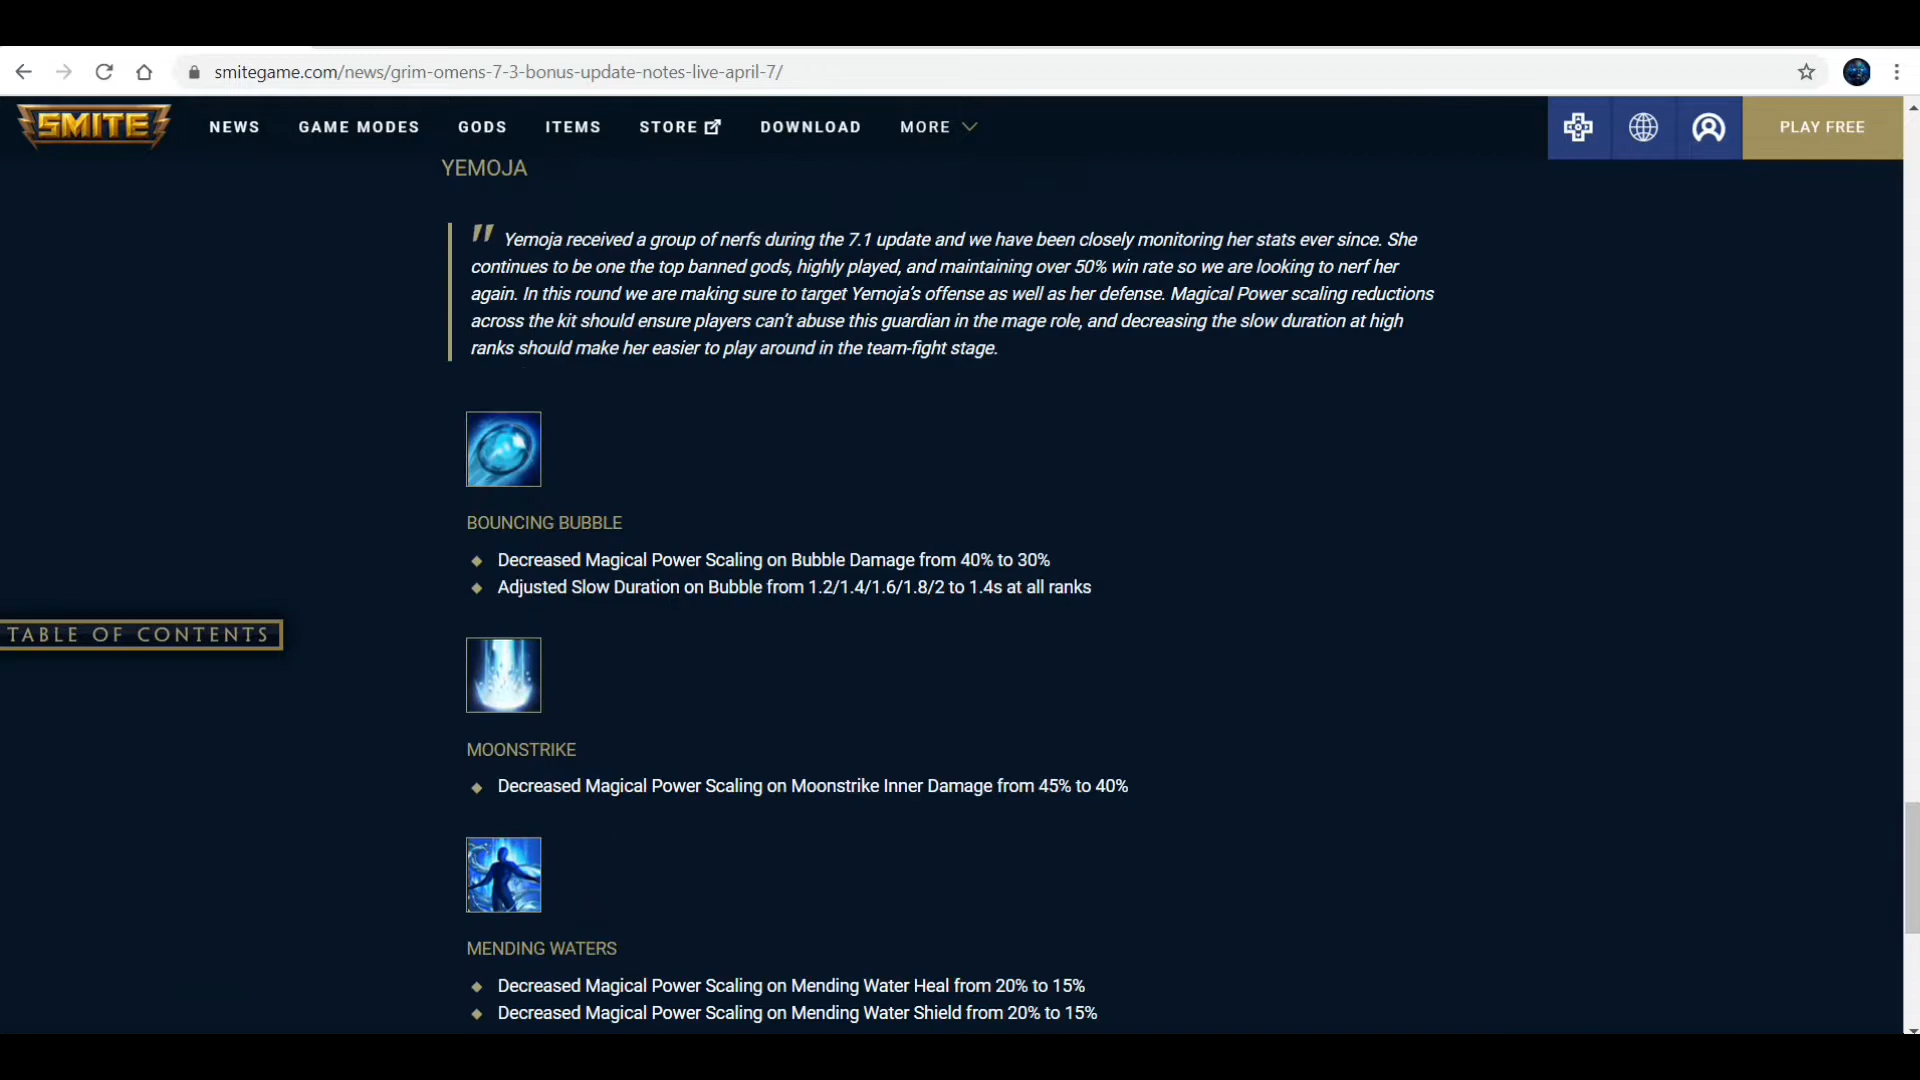 smitegame.com/news/grim-omens-7-3-bonus-update-notes-live-april-7/
SMITE NEWS GAME MODES GODS ITEMS STORE DOWNLOAD MORE PLAY FREE
YEMOJA
" Yemoja received a group of nerfs during the 7.1 update and we have been closely monitoring her stats ever since. She
continues to be one the top banned gods, highly played, and maintaining over 50% win rate so we are looking to nerf her
again. In this round we are making sure to target Yemoja's offense as well as her defense. Magical Power scaling reductions
across the kit should ensure players can't abuse this guardian in the mage role, and decreasing the slow duration at high
ranks should make her easier to play around in the team-fight stage.
BOUNCING BUBBLE
Decreased Magical Power Scaling on Bubble Damage from 40% to 30%
Adjusted Slow Duration on Bubble from 1.2/1.4/1.6/1.8/2 to 1.4s at all ranks
TABLE OF CONTENTS
MOONSTRIKE
Decreased Magical Power Scaling on Moonstrike Inner Damage from 45% to 40%
MENDING WATERS
Decreased Magical Power Scaling on Mending Water Heal from 20% to 15%
Decreased Magical Power Scaling on Mending Water Shield from 20% to 15%